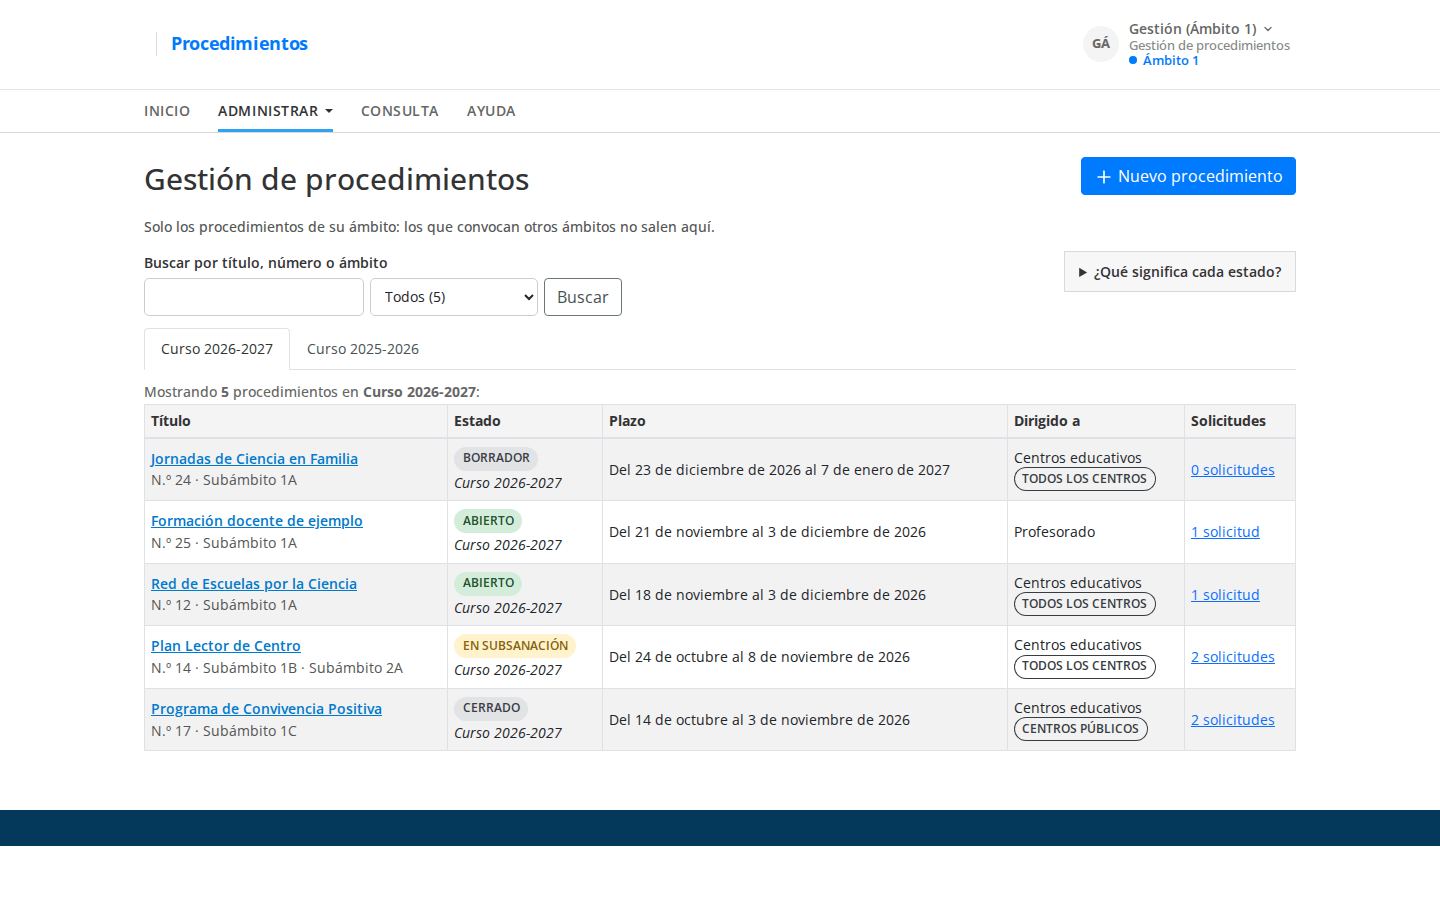 Procedimientos
GÁ
Gestión (Ámbito 1)
Gestión de procedimientos
Ámbito 1
INICIO ADMINISTRAR CONSULTA AYUDA
Gestión de procedimientos
Nuevo procedimiento
Solo los procedimientos de su ámbito: los que convocan otros ámbitos no salen aquí.
Buscar por título, número o ámbito
¿Qué significa cada estado?
Todos (5) Buscar
Curso 2026-2027 Curso 2025-2026
Mostrando 5 procedimientos en Curso 2026-2027:
Título Estado Plazo Dirigido a Solicitudes
Jornadas de Ciencia en Familia
N.º 24 · Subámbito 1A
BORRADOR
Curso 2026-2027
Del 23 de diciembre de 2026 al 7 de enero de 2027
Centros educativos
TODOS LOS CENTROS
0 solicitudes
Formación docente de ejemplo
N.º 25 · Subámbito 1A
ABIERTO
Curso 2026-2027
Del 21 de noviembre al 3 de diciembre de 2026
Profesorado
1 solicitud
Red de Escuelas por la Ciencia
N.º 12 · Subámbito 1A
ABIERTO
Curso 2026-2027
Del 18 de noviembre al 3 de diciembre de 2026
Centros educativos
TODOS LOS CENTROS
1 solicitud
Plan Lector de Centro
N.º 14 · Subámbito 1B · Subámbito 2A
EN SUBSANACIÓN
Curso 2026-2027
Del 24 de octubre al 8 de noviembre de 2026
Centros educativos
TODOS LOS CENTROS
2 solicitudes
Programa de Convivencia Positiva
N.º 17 · Subámbito 1C
CERRADO
Curso 2026-2027
Del 14 de octubre al 3 de noviembre de 2026
Centros educativos
CENTROS PÚBLICOS
2 solicitudes